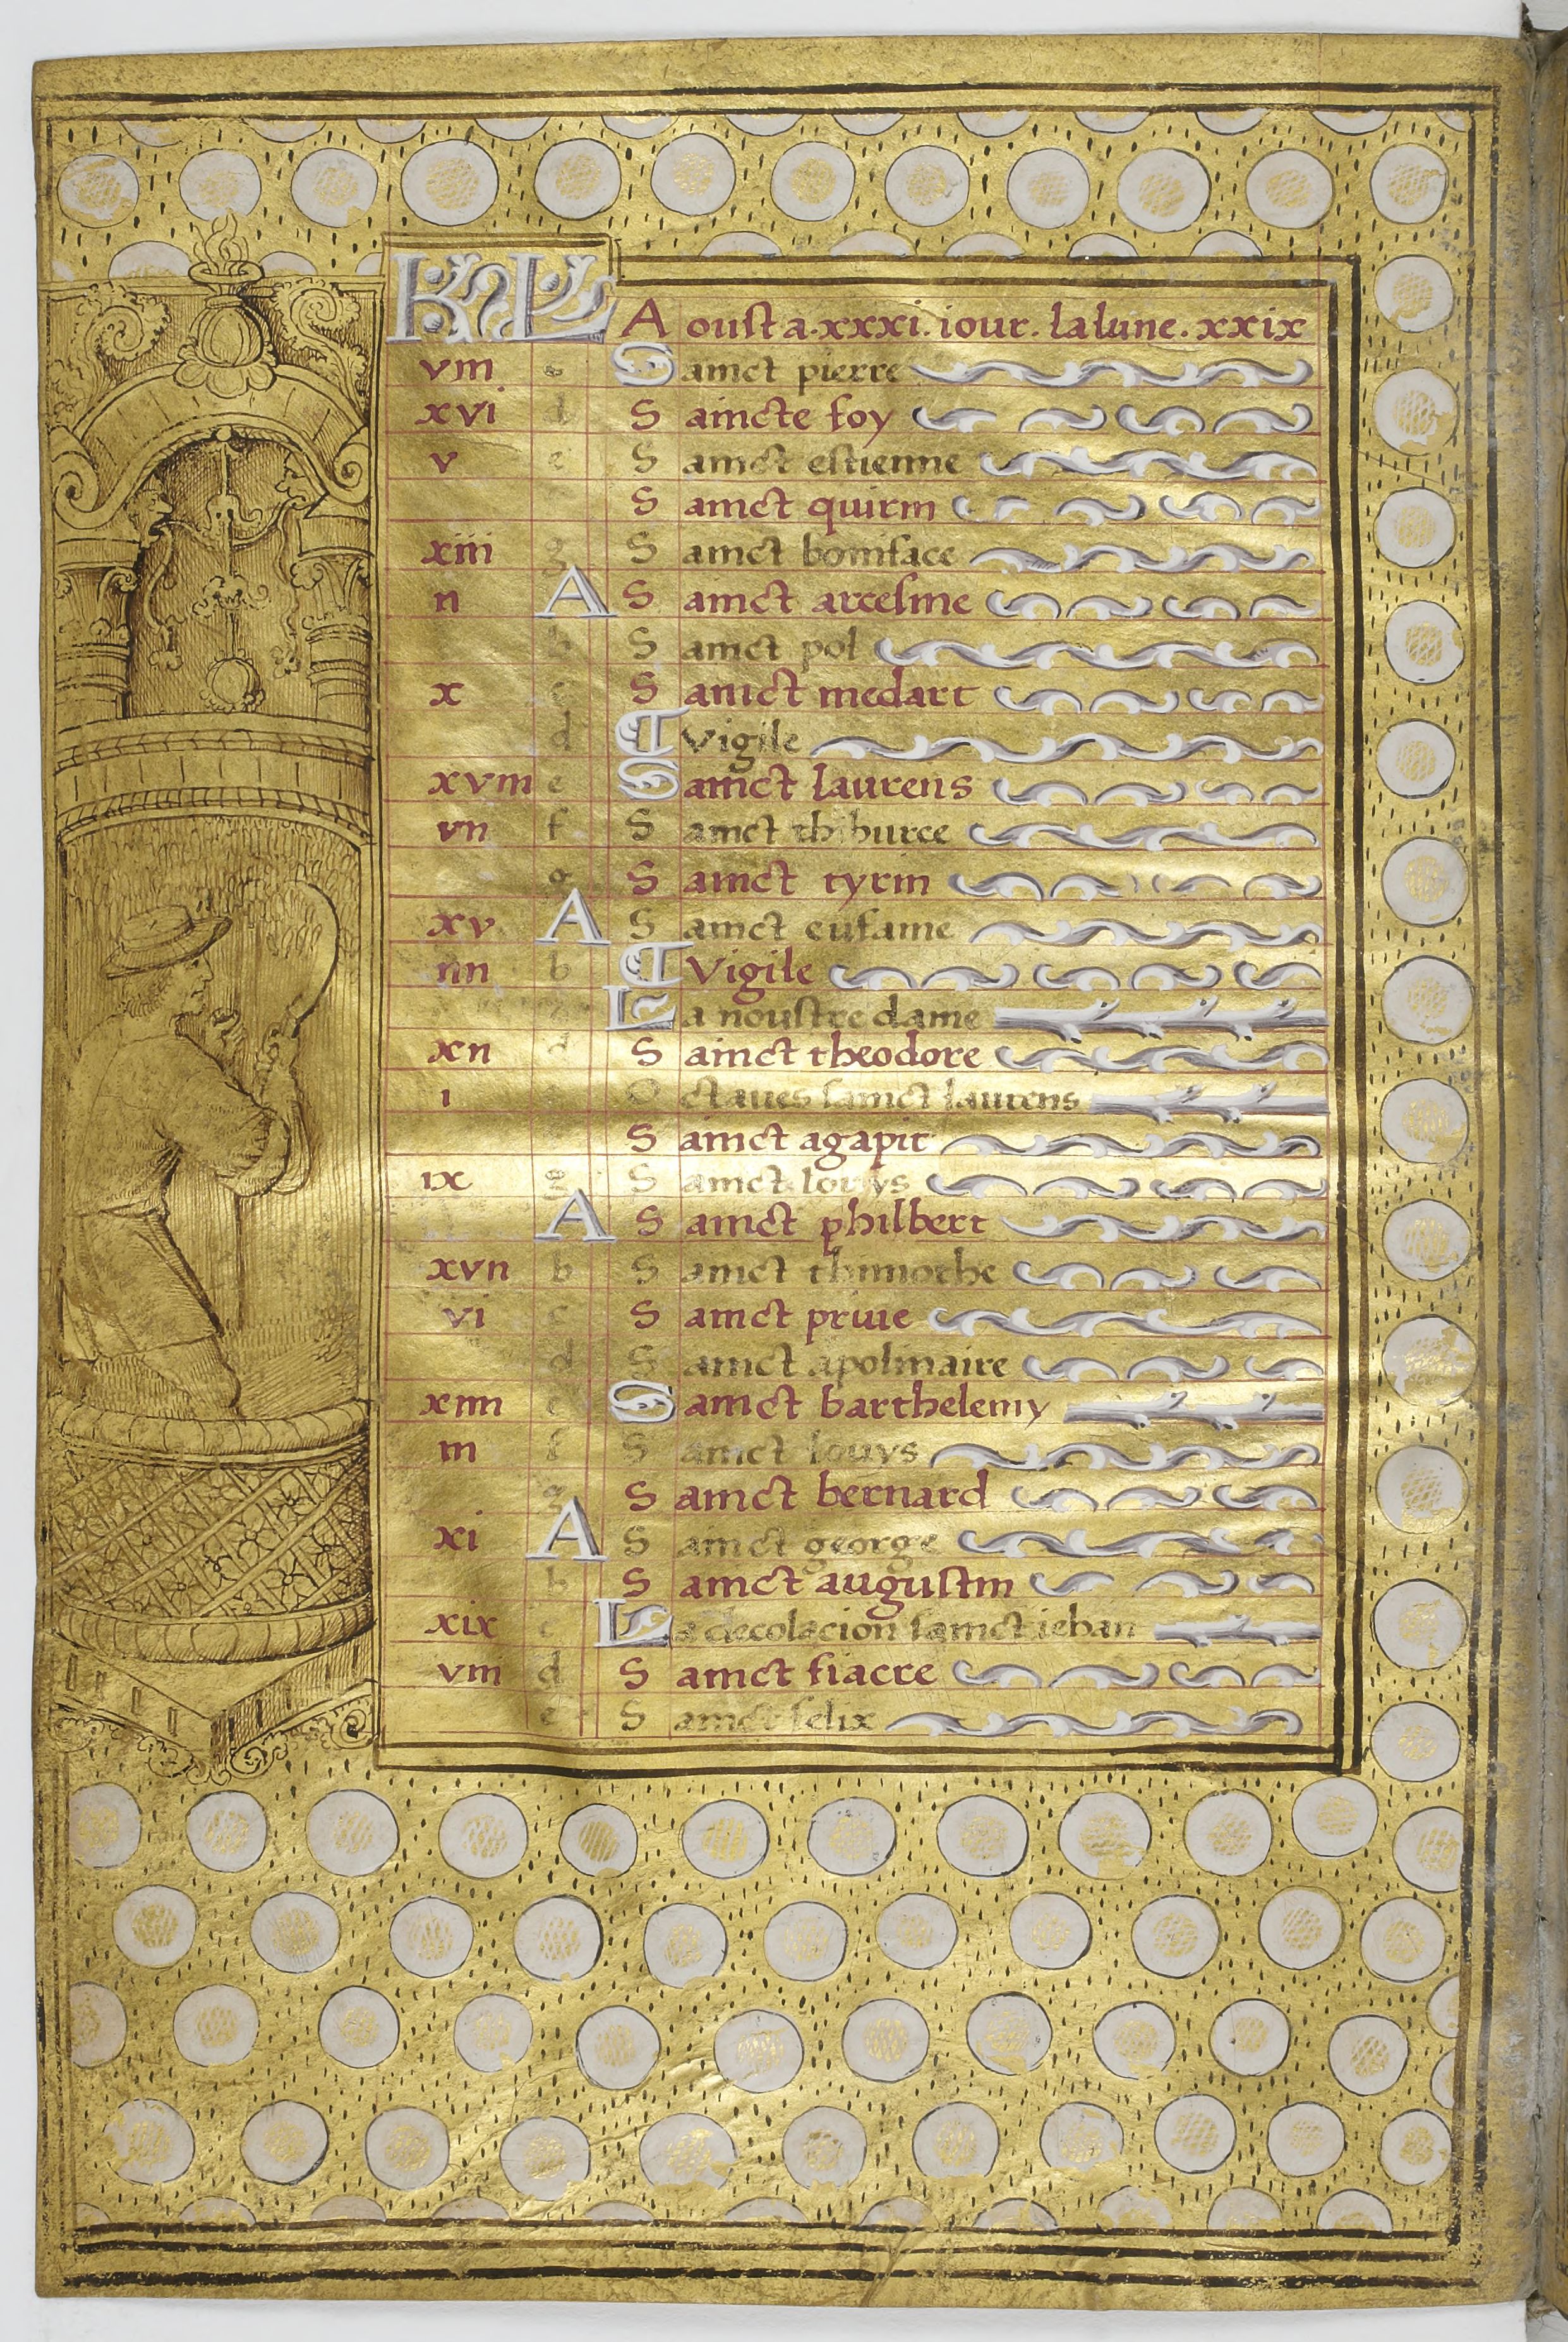 KL Aoust a .xxxi. iour. la lune. xxix
viii c Sainct pierre
xvi d Saincte foy
v e Sainct estienne
Sainct quirin
xiii g Sainct boniface
ii A Sainct arcesine
b Sainct pol
x c Sainct medart
d Vigile
xviii e Sainct laurens
vii f Sainct thiburce
g Sainct tyrin
xv A Sainct eufame
iiii b Vigile
La noustre dame
xii d Sainct theodore
i Octaves sainct laurens
Sainct agapit
ix g Sainct louys
A Sainct philbert
xvii b Sainct thimothe
vi c Sainct prive
d Sainct apolinaire
xiiii e Sainct barthelemy
iii f Sainct louys
g Sainct bernard
xi A Sainct george
b Sainct augustin
xix c La decolacion sainct iehan
viii d Sainct fiacre
e Sainct felix